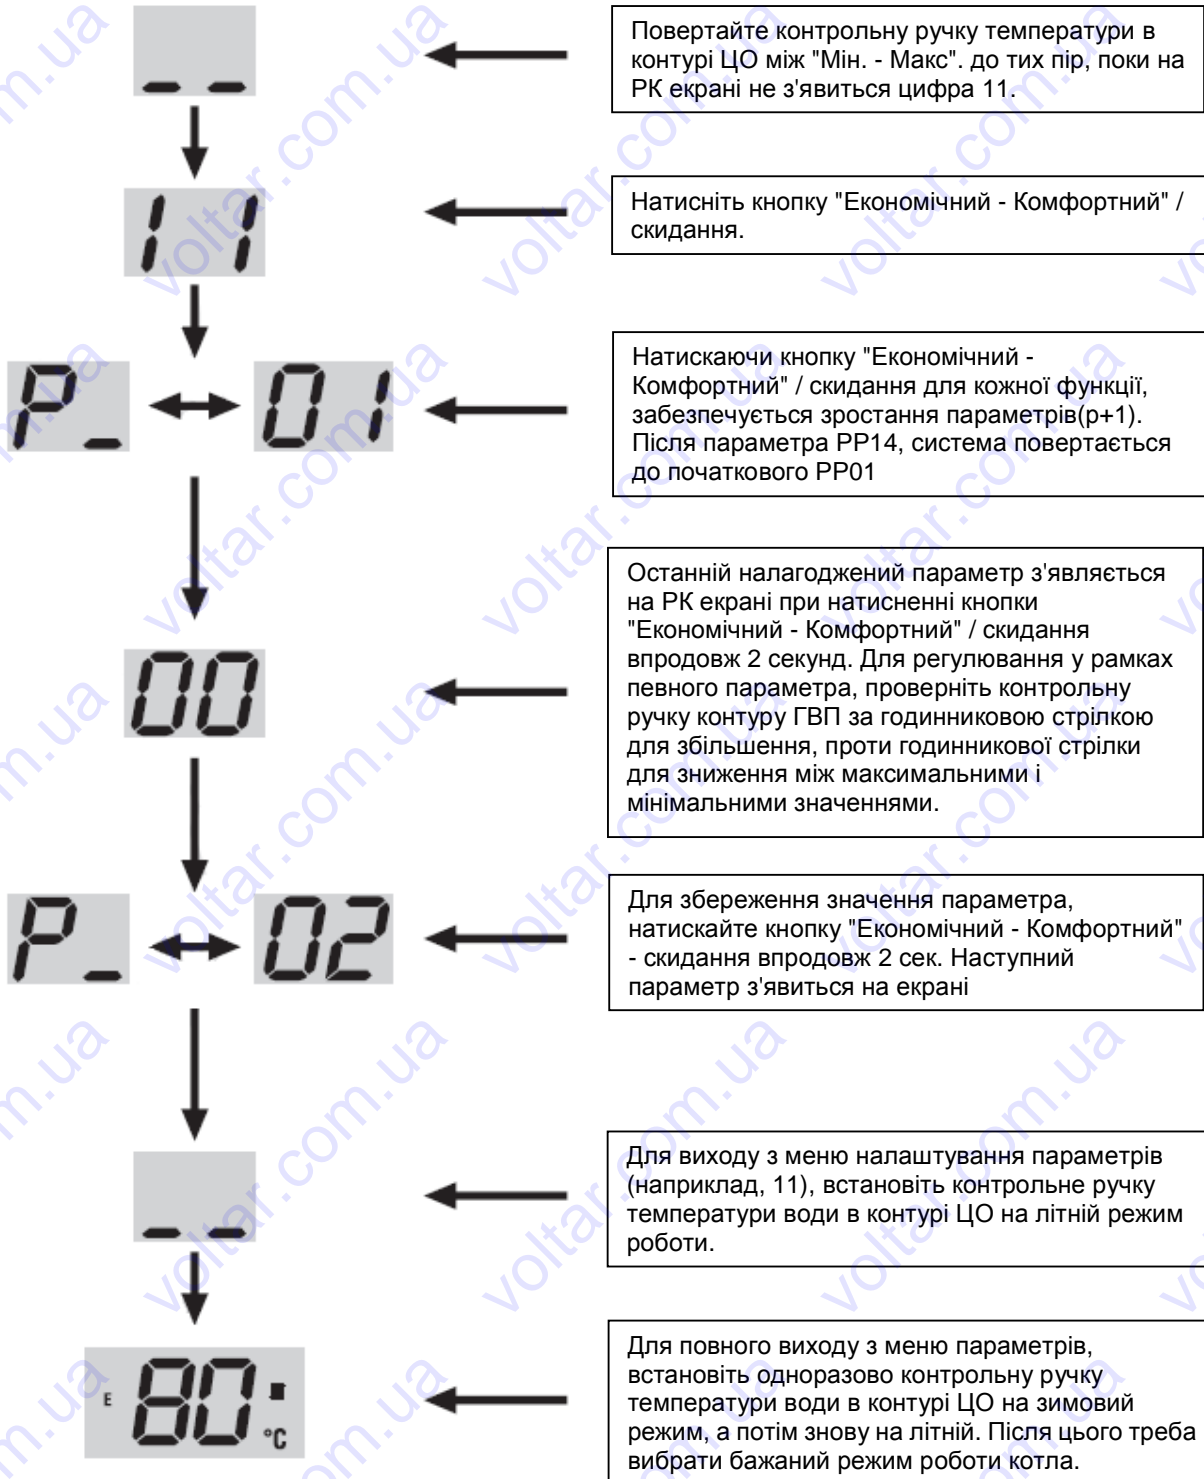 Повертайте контрольну ручку температури в
контурі ЦО між "Мін. - Макс". до тих пір, поки на
РК екрані не з'явиться цифра 11.
11
Натисніть кнопку "Економічний - Комфортний" /
скидання.
P_
01
Натискаючи кнопку "Економічний -
Комфортний" / скидання для кожної функції,
забезпечується зростання параметрів(р+1).
Після параметра РР14, система повертається
до початкового РР01
00
Останній налагоджений параметр з'являється
на РК екрані при натисненні кнопки
"Економічний - Комфортний" / скидання
впродовж 2 секунд. Для регулювання у рамках
певного параметра, проверніть контрольну
ручку контуру ГВП за годинниковою стрілкою
для збільшення, проти годинникової стрілки
для зниження між максимальними і
мінімальними значеннями.
P_
02
Для збереження значення параметра,
натискайте кнопку "Економічний - Комфортний"
- скидання впродовж 2 сек. Наступний
параметр з'явиться на екрані
_ _
Для виходу з меню налаштування параметрів
(наприклад, 11), встановіть контрольне ручку
температури води в контурі ЦО на літній режим
роботи.
E 80 °C
Для повного виходу з меню параметрів,
встановіть одноразово контрольну ручку
температури води в контурі ЦО на зимовий
режим, а потім знову на літній. Після цього треба
вибрати бажаний режим роботи котла.
voltar.com.ua